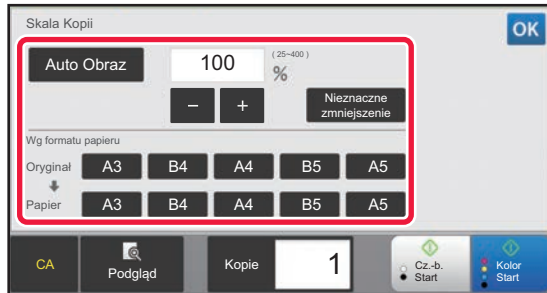 Skala Kopii
OK
Auto Obraz
100
(25~400)
%
–
+
Nieznaczne
zmniejszenie
Wg formatu papieru
Oryginał
A3
B4
A4
B5
A5
Papier
A3
B4
A4
B5
A5
CA
Podgląd
Kopie
1
Cz.-b.
Start
Kolor
Start